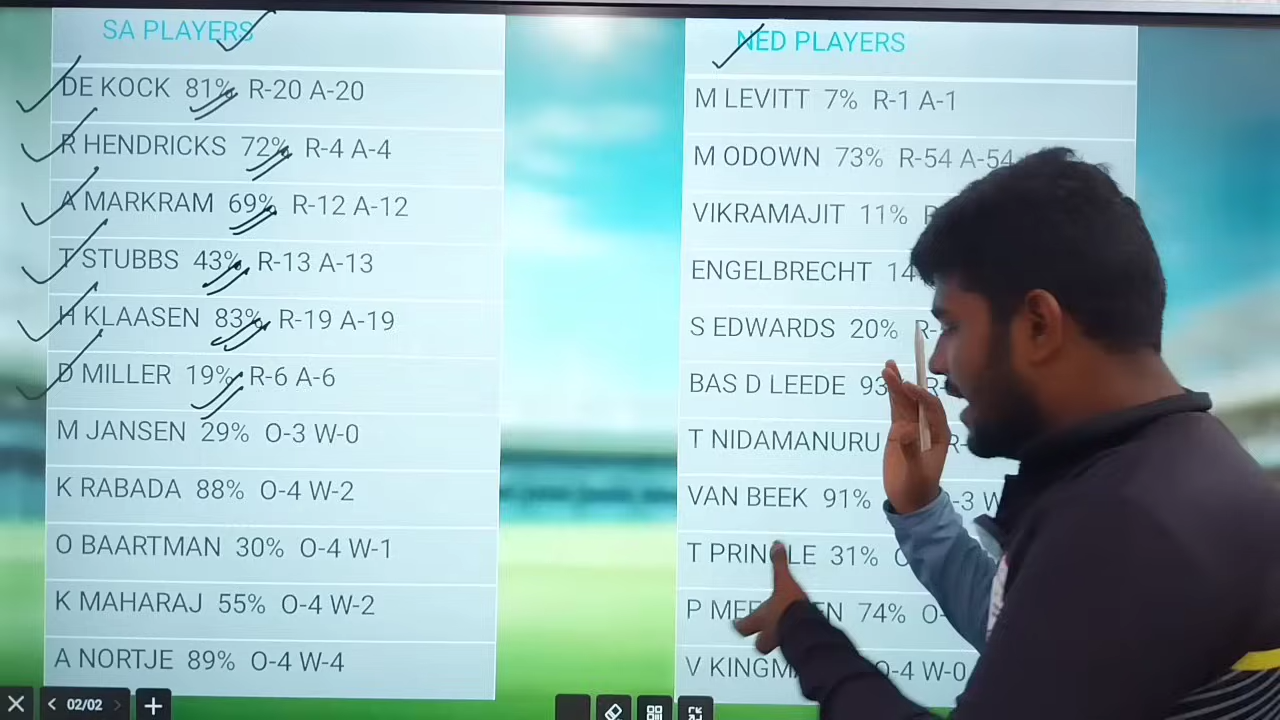 SA PLAYERS
DE KOCK 81% R-20 A-20
R HENDRICKS 72% R-4 A-4
A MARKRAM 69% R-12 A-12
T STUBBS 43% R-13 A-13
H KLAASEN 83% R-19 A-19
D MILLER 19% R-6 A-6
M JANSEN 29% O-3 W-0
K RABADA 88% O-4 W-2
O BAARTMAN 30% O-4 W-1
K MAHARAJ 55% O-4 W-2
A NORTJE 89% O-4 W-4
NED PLAYERS
M LEVITT 7% R-1 A-1
M ODOWN 73% R-54 A-54
VIKRAMAJIT 11%
ENGELBRECHT
S EDWARDS 20%
BAS D LEEDE
T NIDAMANURU
VAN BEEK 91%
T PRINGLE 31%
P 74%
V O-4 W-0
02/02